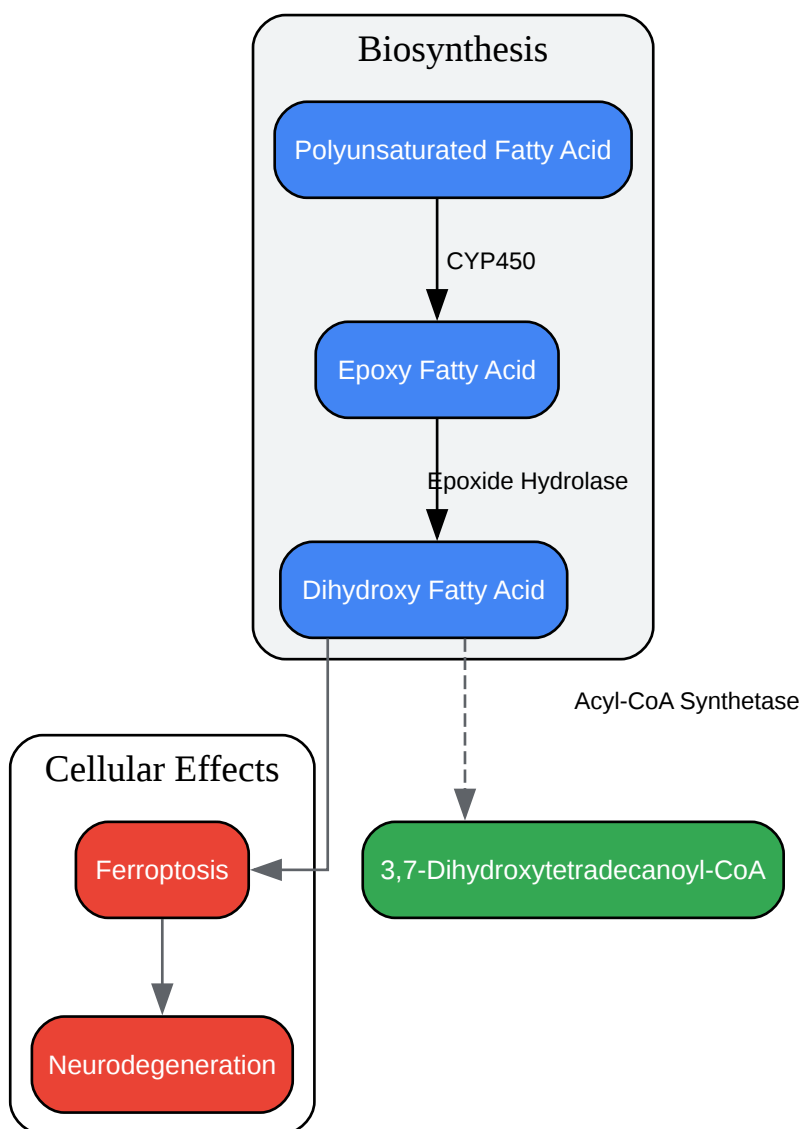 Biosynthesis
Polyunsaturated Fatty Acid
CYP450
Epoxy Fatty Acid
Epoxide Hydrolase
Dihydroxy Fatty Acid
Acyl-CoA Synthetase
Cellular Effects
Ferroptosis
3,7-Dihydroxytetradecanoyl-CoA
Neurodegeneration